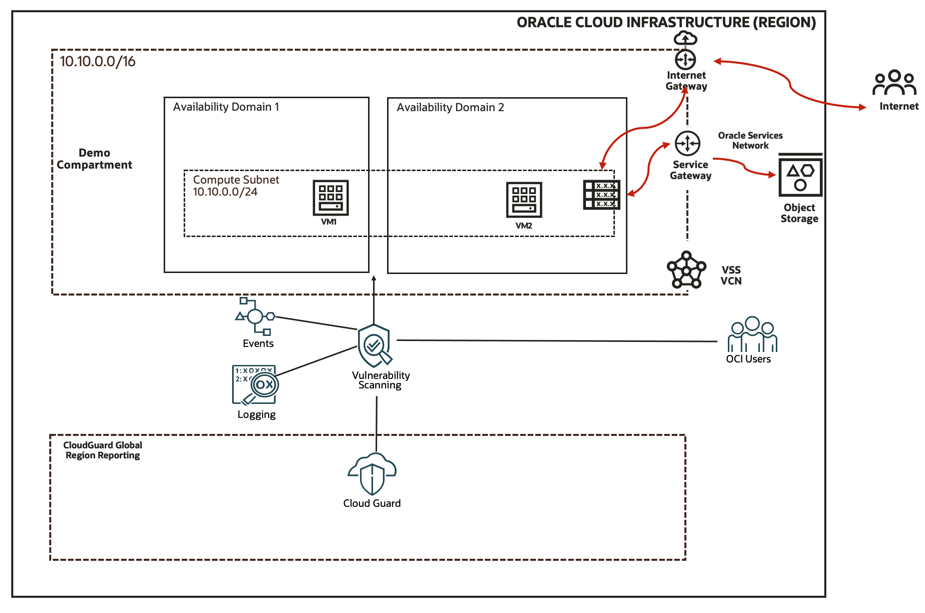 ORACLE CLOUD INFRASTRUCTURE (REGION)
10.10.0.0/16
Internet
Gateway
Internet
Availability Domain 1
Availability Domain 2
Demo
Compartment
Oracle Services
Network
Service
Gateway
Compute Subnet
10.10.0.0/24
VM1
VM2
X.X.X
X.X.X
X.X.X
Object
Storage
VSS
VCN
Events
OCI Users
Vulnerability
Scanning
1:XOXOX
2:X
OX
Logging
CloudGuard Global
Region Reporting
Cloud Guard